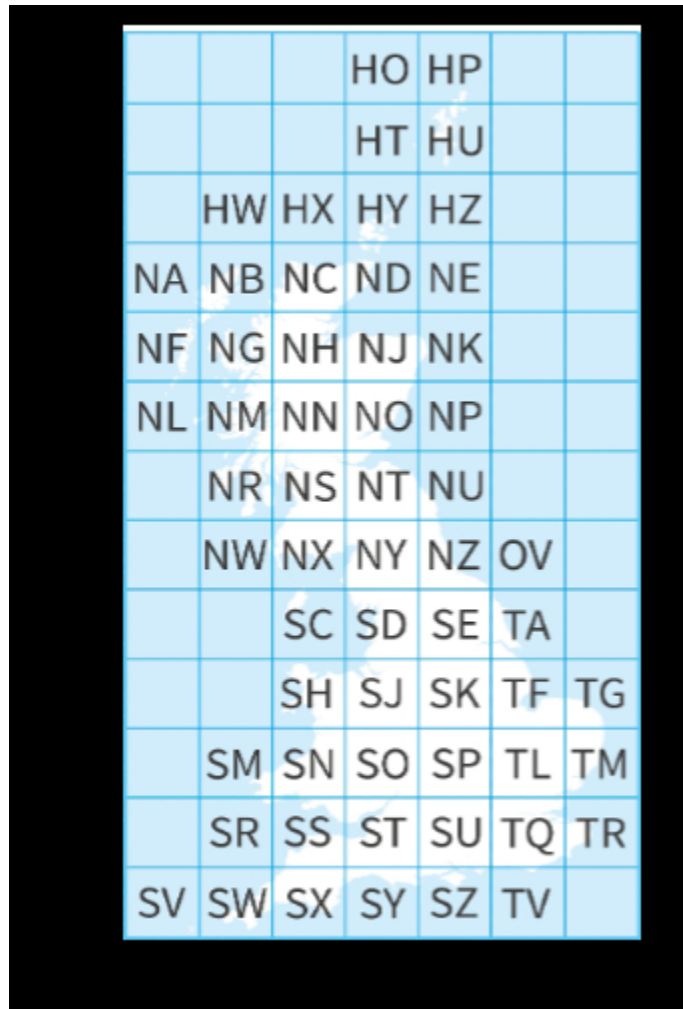 HO HP
HT HU
HW HX HY HZ
NA NB NC ND NE
NF NG NH NJ NK
NL NM NN NO NP
NR NS NT NU
NW NX NY NZ OV
SC SD SE TA
SH SJ SK TF TG
SM SN SO SP TL TM
SR SS ST SU TQ TR
SV SW SX SY SZ TV